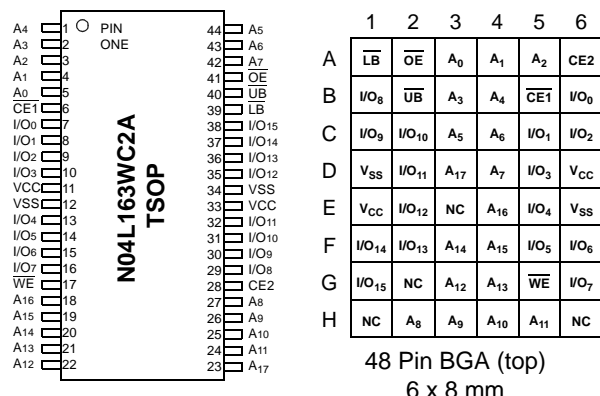 A4 1 PIN 44 A5
A3 2 ONE 43 A6
A2 3 42 A7
A1 4 41 OE
A0 5 40 UB
CE1 6 39 LB
I/O0 7 38 I/O15
I/O1 8 37 I/O14
I/O2 9 36 I/O13
I/O3 10 35 I/O12
VCC 11 34 VSS
VSS 12 33 VCC
I/O4 13 32 I/O11
I/O5 14 31 I/O10
I/O6 15 30 I/O9
I/O7 16 29 I/O8
WE 17 28 CE2
A16 18 27 A8
A15 19 26 A9
A14 20 25 A10
A13 21 24 A11
A12 22 23 A17
N04L163WC2A
TSOP
1 2 3 4 5 6
A LB OE A0 A1 A2 CE2
B I/O8 UB A3 A4 CE1 I/O0
C I/O9 I/O10 A5 A6 I/O1 I/O2
D VSS I/O11 A17 A7 I/O3 VCC
E VCC I/O12 NC A16 I/O4 VSS
F I/O14 I/O13 A14 A15 I/O5 I/O6
G I/O15 NC A12 A13 WE I/O7
H NC A8 A9 A10 A11 NC
48 Pin BGA (top)
6 x 8 mm